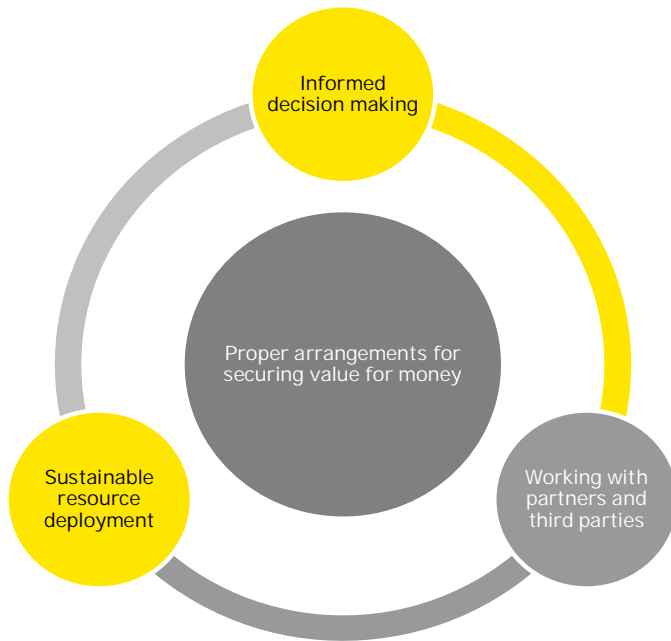 Informed
decision making
Proper arrangements for
securing value for money
Sustainable
resource
deployment
Working with
partners and
third parties